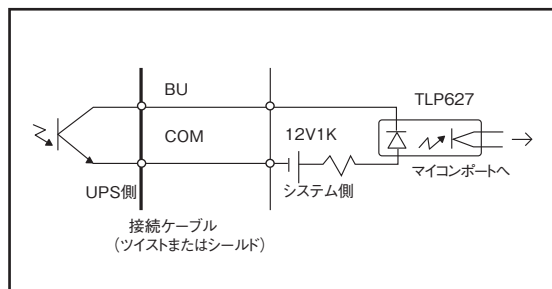 BU
TLP627
COM
12V1K
マイコンポートへ
UPS側
システム側
接続ケーブル
(ツイストまたはシールド)